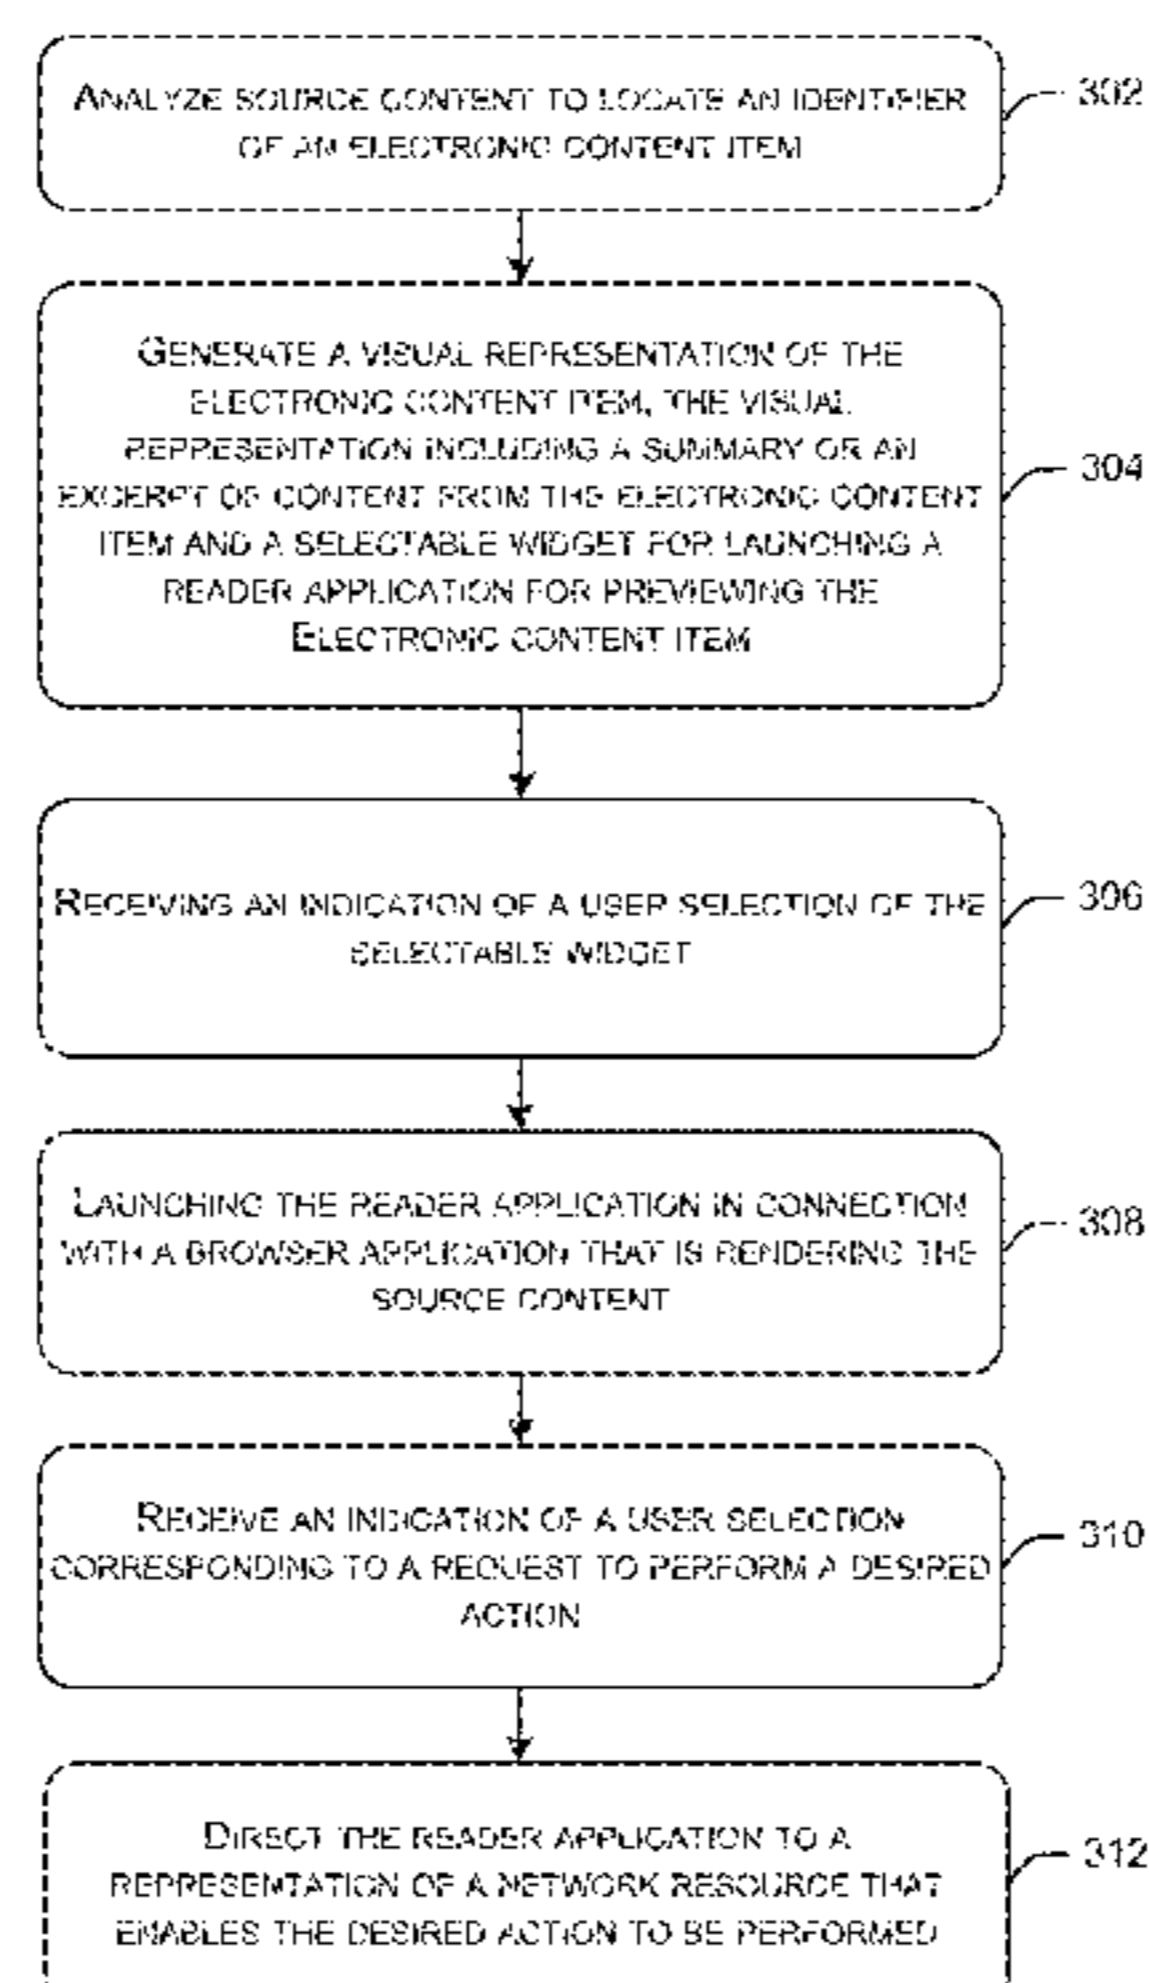 ANALYZE SOURCE CONTENT TO LOCATE AN IDENTIFIER
OF AN ELECTRONIC CONTENT ITEM
302
GENERATE A VISUAL REPRESENTATION OF THE
ELECTRONIC CONTENT ITEM, THE VISUAL
REPRESENTATION INCLUDING A SUMMARY OR AN
EXCERPT OF CONTENT FROM THE ELECTRONIC CONTENT
ITEM AND A SELECTABLE WIDGET FOR LAUNCHING A
READER APPLICATION FOR PREVIEWING THE
ELECTRONIC CONTENT ITEM
304
RECEIVING AN INDICATION OF A USER SELECTION OF THE
SELECTABLE WIDGET
306
LAUNCHING THE READER APPLICATION IN CONNECTION
WITH A BROWSER APPLICATION THAT IS RENDERING THE
SOURCE CONTENT
308
RECEIVE AN INDICATION OF A USER SELECTION
CORRESPONDING TO A REQUEST TO PERFORM A DESIRED
ACTION
310
DIRECT THE READER APPLICATION TO A
REPRESENTATION OF A NETWORK RESOURCE THAT
ENABLES THE DESIRED ACTION TO BE PERFORMED
312